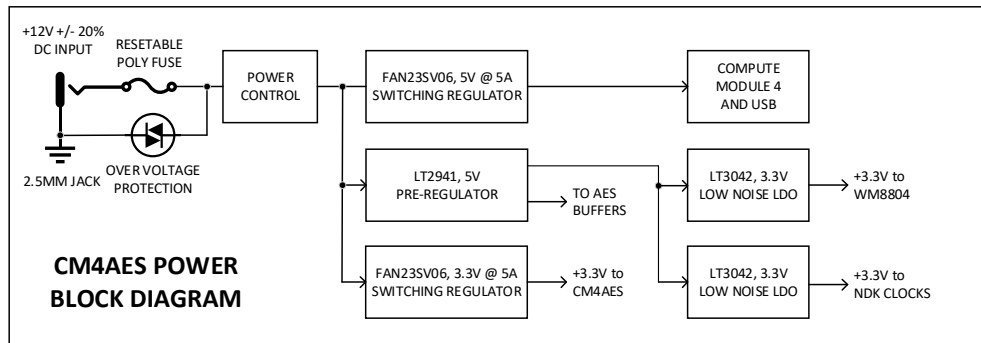 +12V +/- 20%
DC INPUT
RESETABLE
POLY FUSE
2.5MM JACK
OVER VOLTAGE
PROTECTION
POWER
CONTROL
FAN23SV06, 5V @ 5A
SWITCHING REGULATOR
COMPUTE
MODULE 4
AND USB
LT2941, 5V
PRE-REGULATOR
TO AES
BUFFERS
LT3042, 3.3V
LOW NOISE LDO
+3.3V to
WM8804
FAN23SV06, 3.3V @ 5A
SWITCHING REGULATOR
+3.3V to
CM4AES
LT3042, 3.3V
LOW NOISE LDO
+3.3V to
NDK CLOCKS
CM4AES POWER
BLOCK DIAGRAM